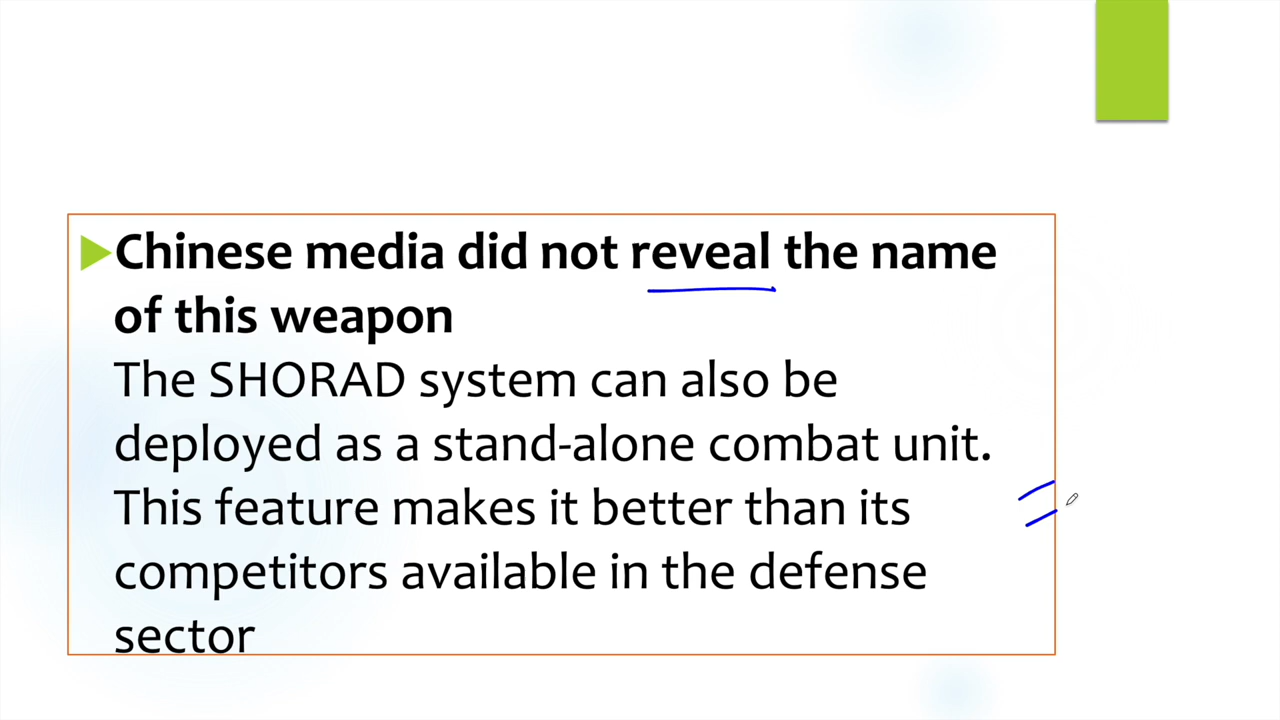 Chinese media did not reveal the name
of this weapon
The SHORAD system can also be
deployed as a stand-alone combat unit.
This feature makes it better than its
competitors available in the defense
sector